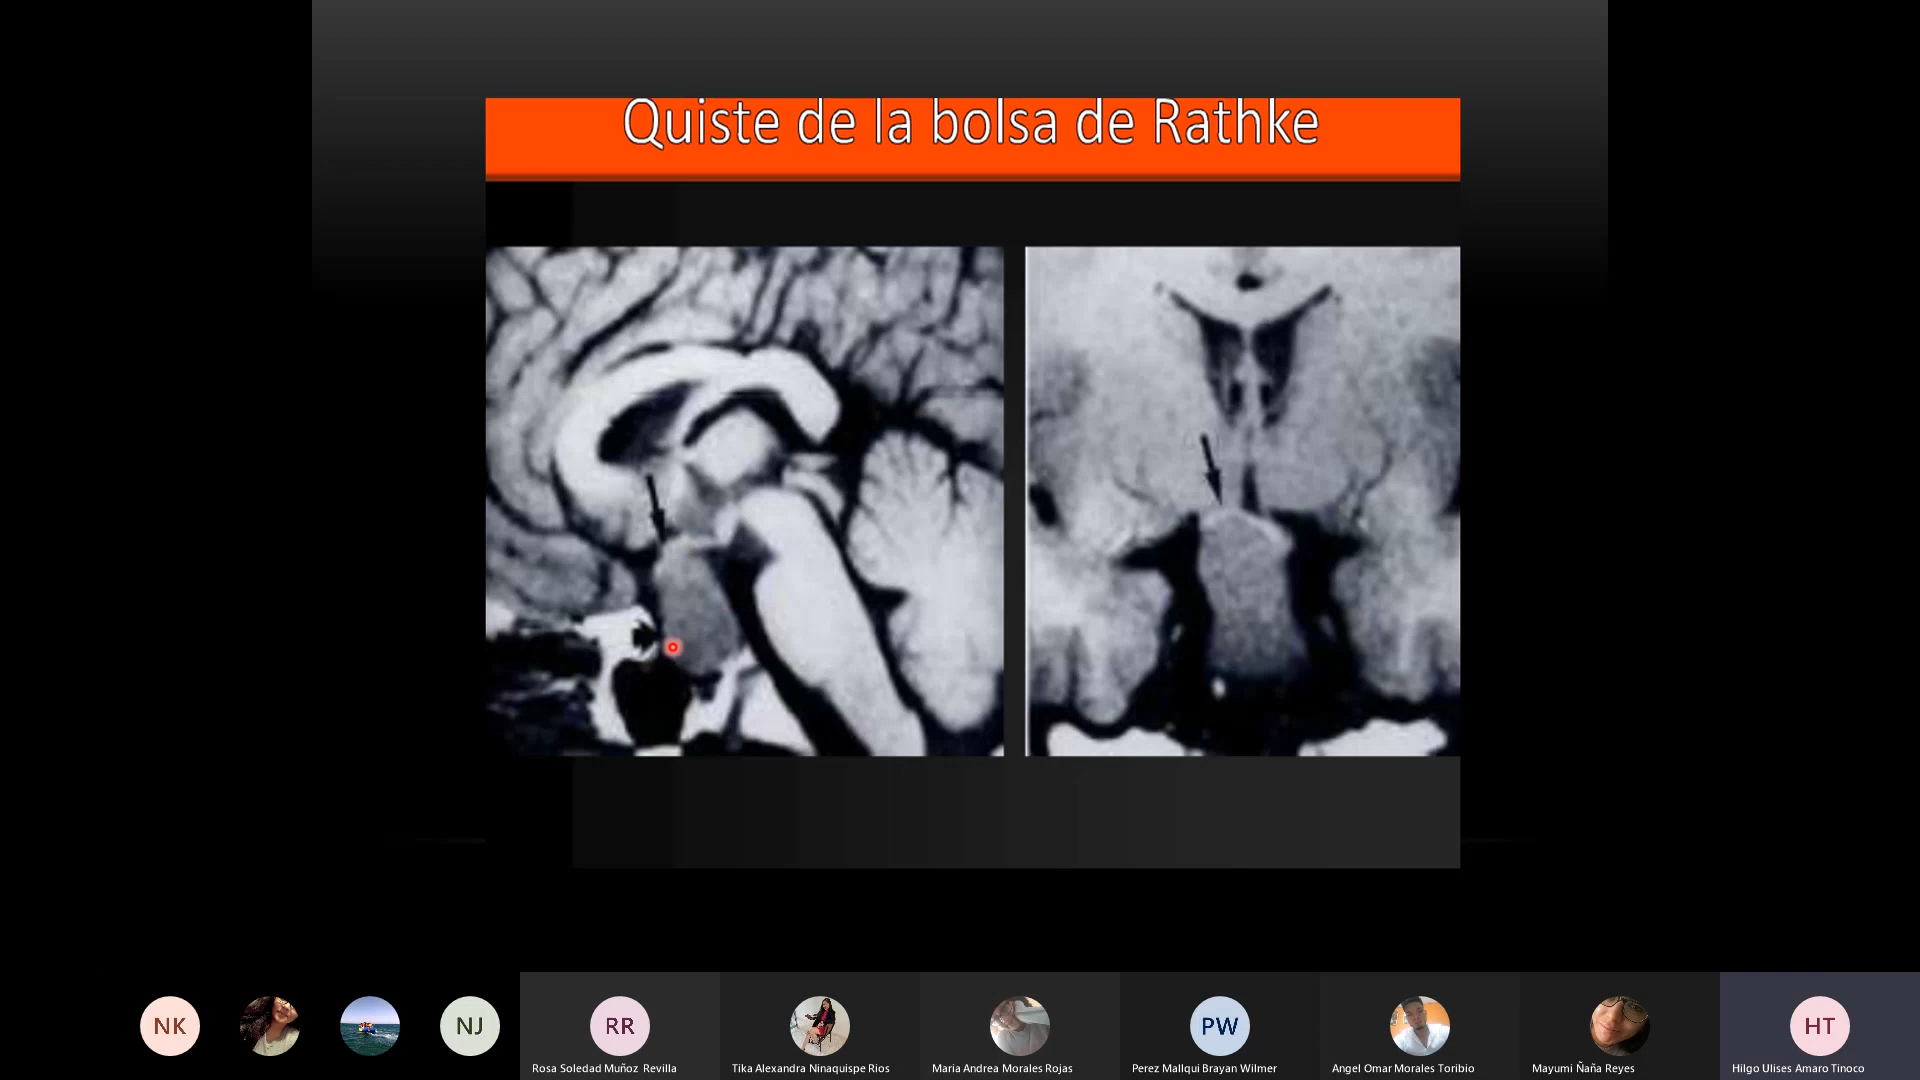 Quiste de la bolsa de Rathke
NK
NJ
RR
PW
HT
Rosa Soledad Muñoz Revilla
Tika Alexandra Ninaquispe Rios
Maria Andrea Morales Rojas
Perez Mallqui Brayan Wilmer
Angel Omar Morales Toribio
Mayumi Ñaña Reyes
Hilgo Ulises Amaro Tinoco